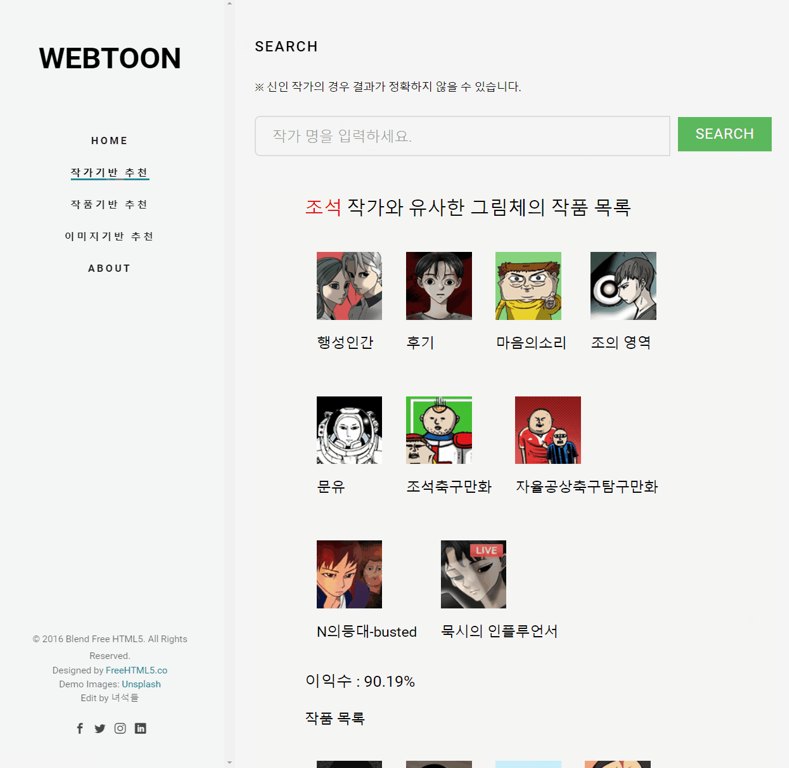 WEBTOON
HOME
작가기반 추천
작품기반 추천
이미지기반 추천
ABOUT
© 2016 Blend Free HTML5. All Rights
Reserved.
Designed by FreeHTML5.co
Demo Images: Unsplash
Edit by 녀석들
SEARCH
※ 신인 작가의 경우 결과가 정확하지 않을 수 있습니다.
작가 명을 입력하세요.
SEARCH
조석 작가와 유사한 그림체의 작품 목록
행성인간 후기 마음의소리 조의 영역
문유 조석축구만화 자율공상축구탐구만화
LIVE
N의등대-busted 묵시의 인플루언서
이익수 : 90.19%
작품 목록